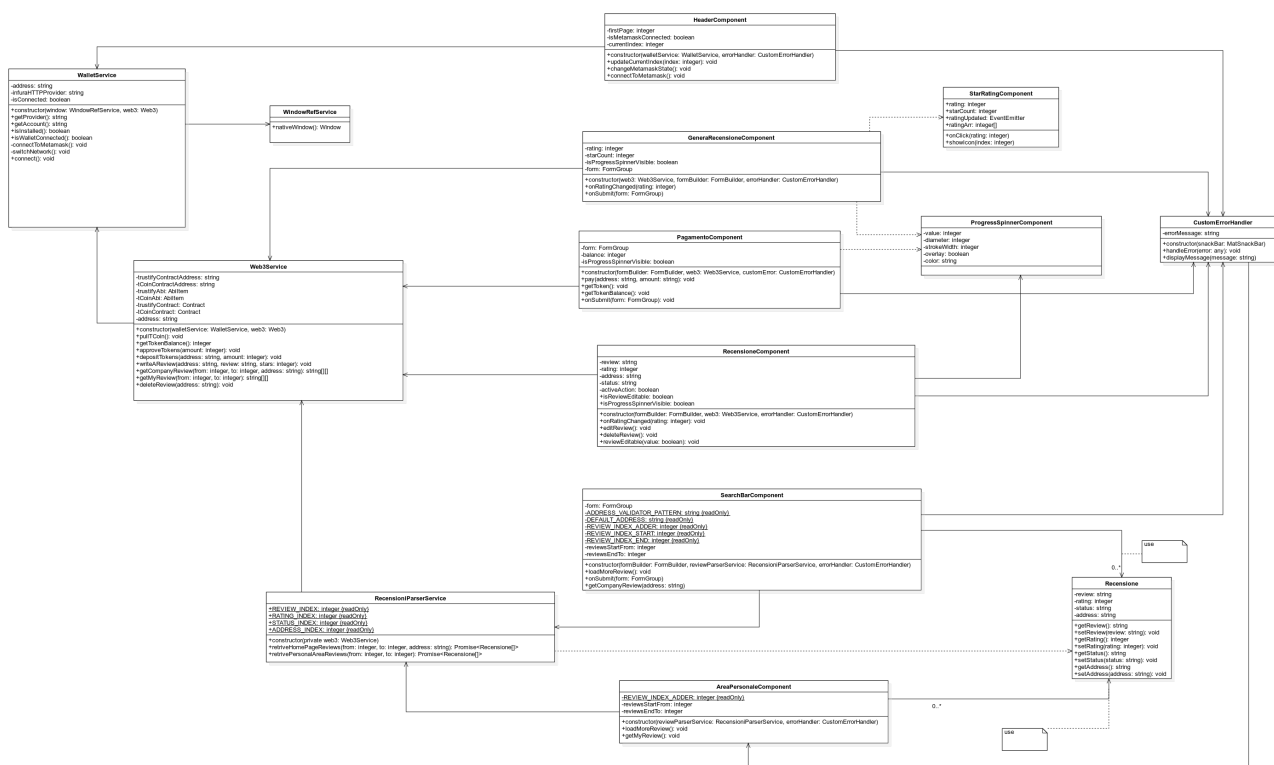 HeaderComponent
-firstPage: integer
-isMetamaskConnected: boolean
-currentIndex: integer
+constructor(walletService: WalletService, errorHandler: CustomErrorHandler)
+updateCurrentIndex(index: integer): void
+changeMetamaskState(): void
+connectToMetamask(): void
WalletService
-address: string
-infuraHTTPProvider: string
-isConnected: boolean
+constructor(window: WindowRefService, web3: Web3)
+getProvider(): string
+getAccount(): string
+isInstalled(): boolean
+isWalletConnected(): boolean
-connectToMetamask(): void
-switchNetwork(): void
+connect(): void
WindowRefService
+nativeWindow(): Window
StarRatingComponent
+rating: integer
+starCount: integer
+ratingUpdated: EventEmitter
+ratingArr: integer[]
+onClick(rating: integer)
+showIcon(index: integer)
GeneraRecensioneComponent
-rating: integer
-starCount: integer
-isProgressSpinnerVisible: boolean
-form: FormGroup
+constructor(web3: Web3Service, formBuilder: FormBuilder, errorHandler: CustomErrorHandler)
+onRatingChanged(rating: integer)
+onSubmit(form: FormGroup)
ProgressSpinnerComponent
-value: integer
-diameter: integer
-strokeWidth: integer
-overlay: boolean
-color: string
CustomErrorHandler
-errorMessage: string
+constructor(snackBar: MatSnackBar)
+handleError(error: any): void
+displayMessage(message: string): void
PagamentoComponent
-form: FormGroup
-balance: integer
-isProgressSpinnerVisible: boolean
+constructor(formBuilder: FormBuilder, web3: Web3Service, customError: CustomErrorHandler)
+pay(address: string, amount: string): void
+getToken(): void
+getTokenBalance(): void
+onSubmit(form: FormGroup): void
Web3Service
-trustifyContractAddress: string
-tCoinContractAddress: string
-trustifyAbi: AbiItem
-tCoinAbi: AbiItem
-trustifyContract: Contract
-tCoinContract: Contract
-address: string
+constructor(walletService: WalletService, web3: Web3)
+pullTCoin(): void
+getTokenBalance(): integer
+approveTokens(amount: integer): void
+depositTokens(address: string, amount: integer): void
+writeAReview(address: string, review: string, stars: integer): void
+getCompanyReview(from: integer, to: integer, address: string): string[][]
+getMyReview(from: integer, to: integer): string[][]
+deleteReview(address: string): void
RecensioneComponent
-review: string
-rating: integer
-address: string
-status: string
-activeAction: boolean
+isReviewEditable: boolean
+isProgressSpinnerVisible: boolean
+constructor(formBuilder: FormBuilder, web3: Web3Service, errorHandler: CustomErrorHandler)
+onRatingChanged(rating: integer): void
+editReview(): void
+deleteReview(): void
+reviewEditable(value: boolean): void
SearchBarComponent
-form: FormGroup
-ADDRESS_VALIDATOR_PATTERN: string {readOnly}
-DEFAULT_ADDRESS: string {readOnly}
-REVIEW_INDEX_ADDER: integer {readOnly}
-REVIEW_INDEX_START: integer {readOnly}
-REVIEW_INDEX_END: integer {readOnly}
-reviewsStartFrom: integer
-reviewsEndTo: integer
+constructor(formBuilder: FormBuilder, reviewParserService: RecensioniParserService, errorHandler: CustomErrorHandler)
+loadMoreReview(): void
+onSubmit(form: FormGroup)
+getCompanyReview(address: string)
use
0..*
Recensione
-review: string
-rating: integer
-status: string
-address: string
+getReview(): string
+setReview(review: string): void
+getRating(): integer
+setRating(rating: integer): void
+getStatus(): string
+setStatus(status: string): void
+getAddress(): string
+setAddress(address: string): void
RecensioniParserService
+REVIEW_INDEX: integer {readOnly}
+RATING_INDEX: integer {readOnly}
+STATUS_INDEX: integer {readOnly}
+ADDRESS_INDEX: integer {readOnly}
+constructor(private web3: Web3Service)
+retriveHomePageReviews(from: integer, to: integer, address: string): Promise<Recensione[]>
+retrivePersonalAreaReviews(from: integer, to: integer): Promise<Recensione[]>
AreaPersonaleComponent
-REVIEW_INDEX_ADDER: integer {readOnly}
-reviewsStartFrom: integer
-reviewsEndTo: integer
+constructor(reviewParserService: RecensioniParserService, errorHandler: CustomErrorHandler)
+loadMoreReview(): void
+getMyReview(): void
0..*
use